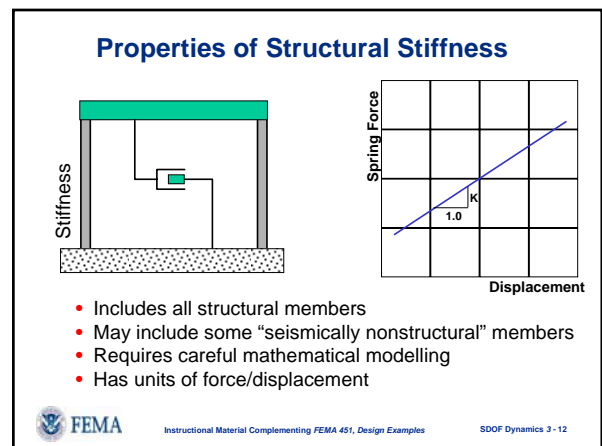 Properties of Structural Stiffness
Stiffness
Spring Force
K
1.0
Displacement
• Includes all structural members
• May include some “seismically nonstructural” members
• Requires careful mathematical modelling
• Has units of force/displacement
FEMA
Instructional Material Complementing FEMA 451, Design Examples
SDOF Dynamics 3 - 12